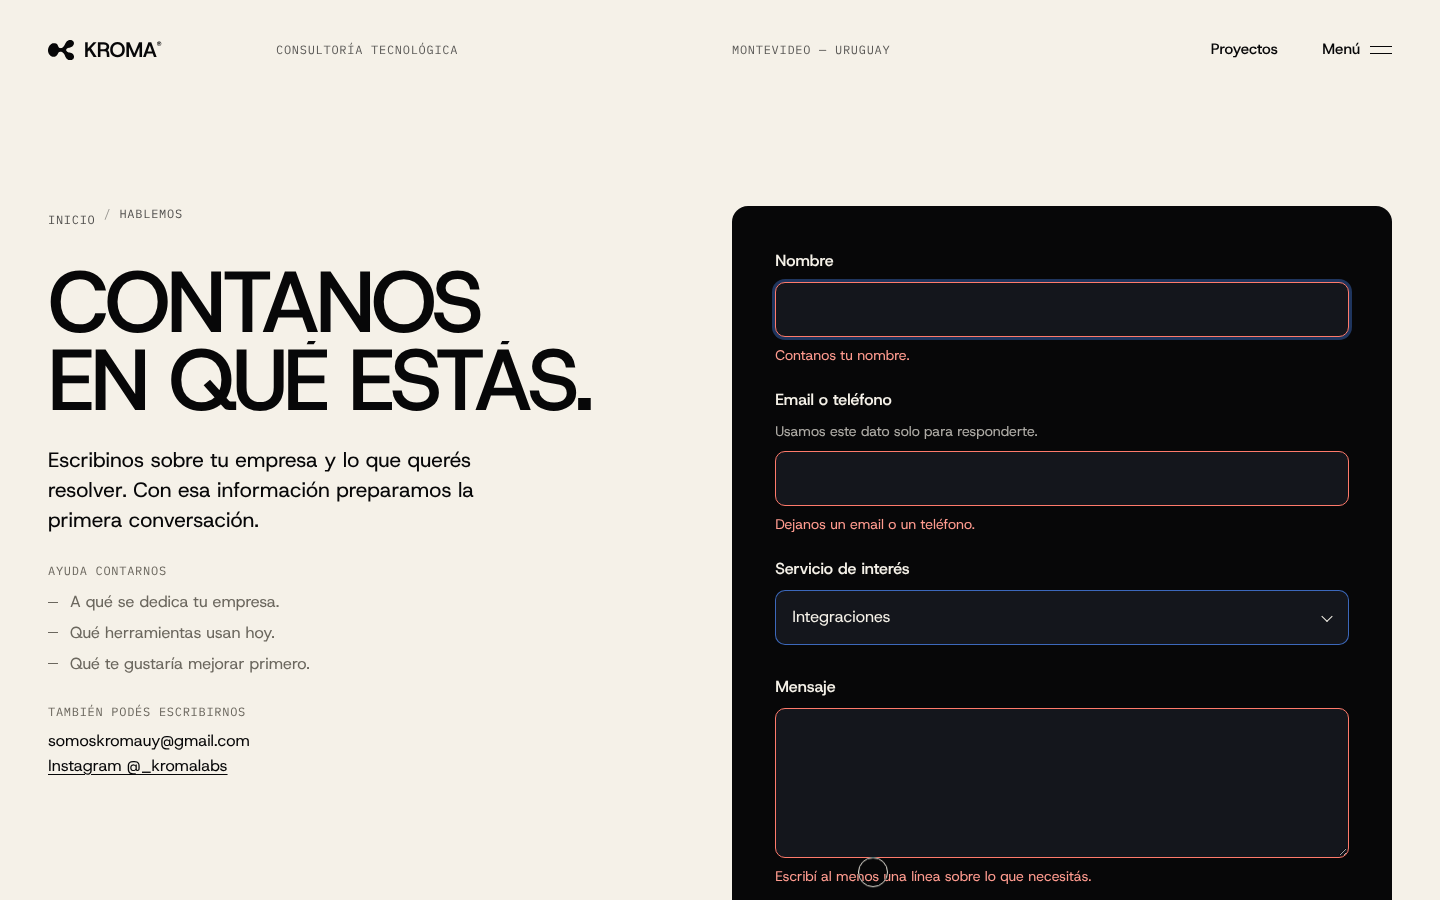 KROMA®
CONSULTORÍA TECNOLÓGICA
MONTEVIDEO — URUGUAY
Proyectos
Menú
INICIO / HABLEMOS
CONTANOS
EN QUÉ ESTÁS.
Escribinos sobre tu empresa y lo que querés
resolver. Con esa información preparamos la
primera conversación.
AYUDA CONTARNOS
— A qué se dedica tu empresa.
— Qué herramientas usan hoy.
— Qué te gustaría mejorar primero.
TAMBIÉN PODÉS ESCRIBIRNOS
somoskromauy@gmail.com
Instagram @_kromalabs
Nombre
Contanos tu nombre.
Email o teléfono
Usamos este dato solo para responderte.
Dejanos un email o un teléfono.
Servicio de interés
Integraciones
Mensaje
Escribí al menos una línea sobre lo que necesitás.